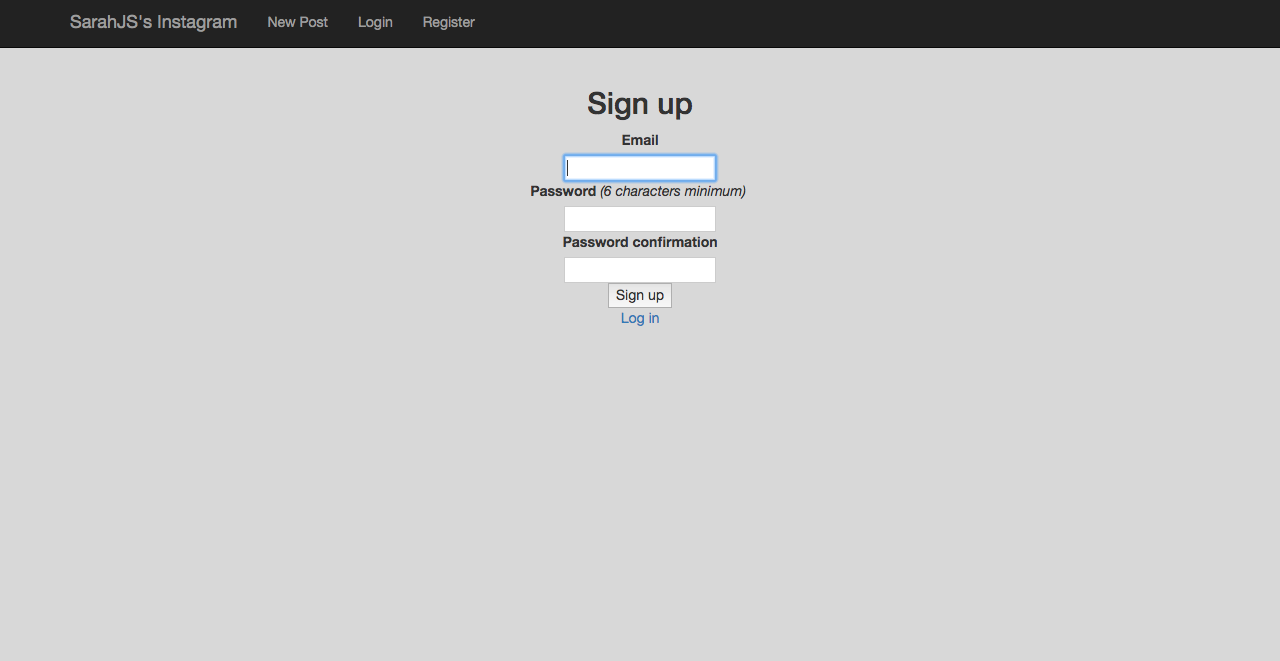 SarahJS's Instagram New Post Login Register
Sign up
Email
Password (6 characters minimum)
Password confirmation
Sign up
Log in